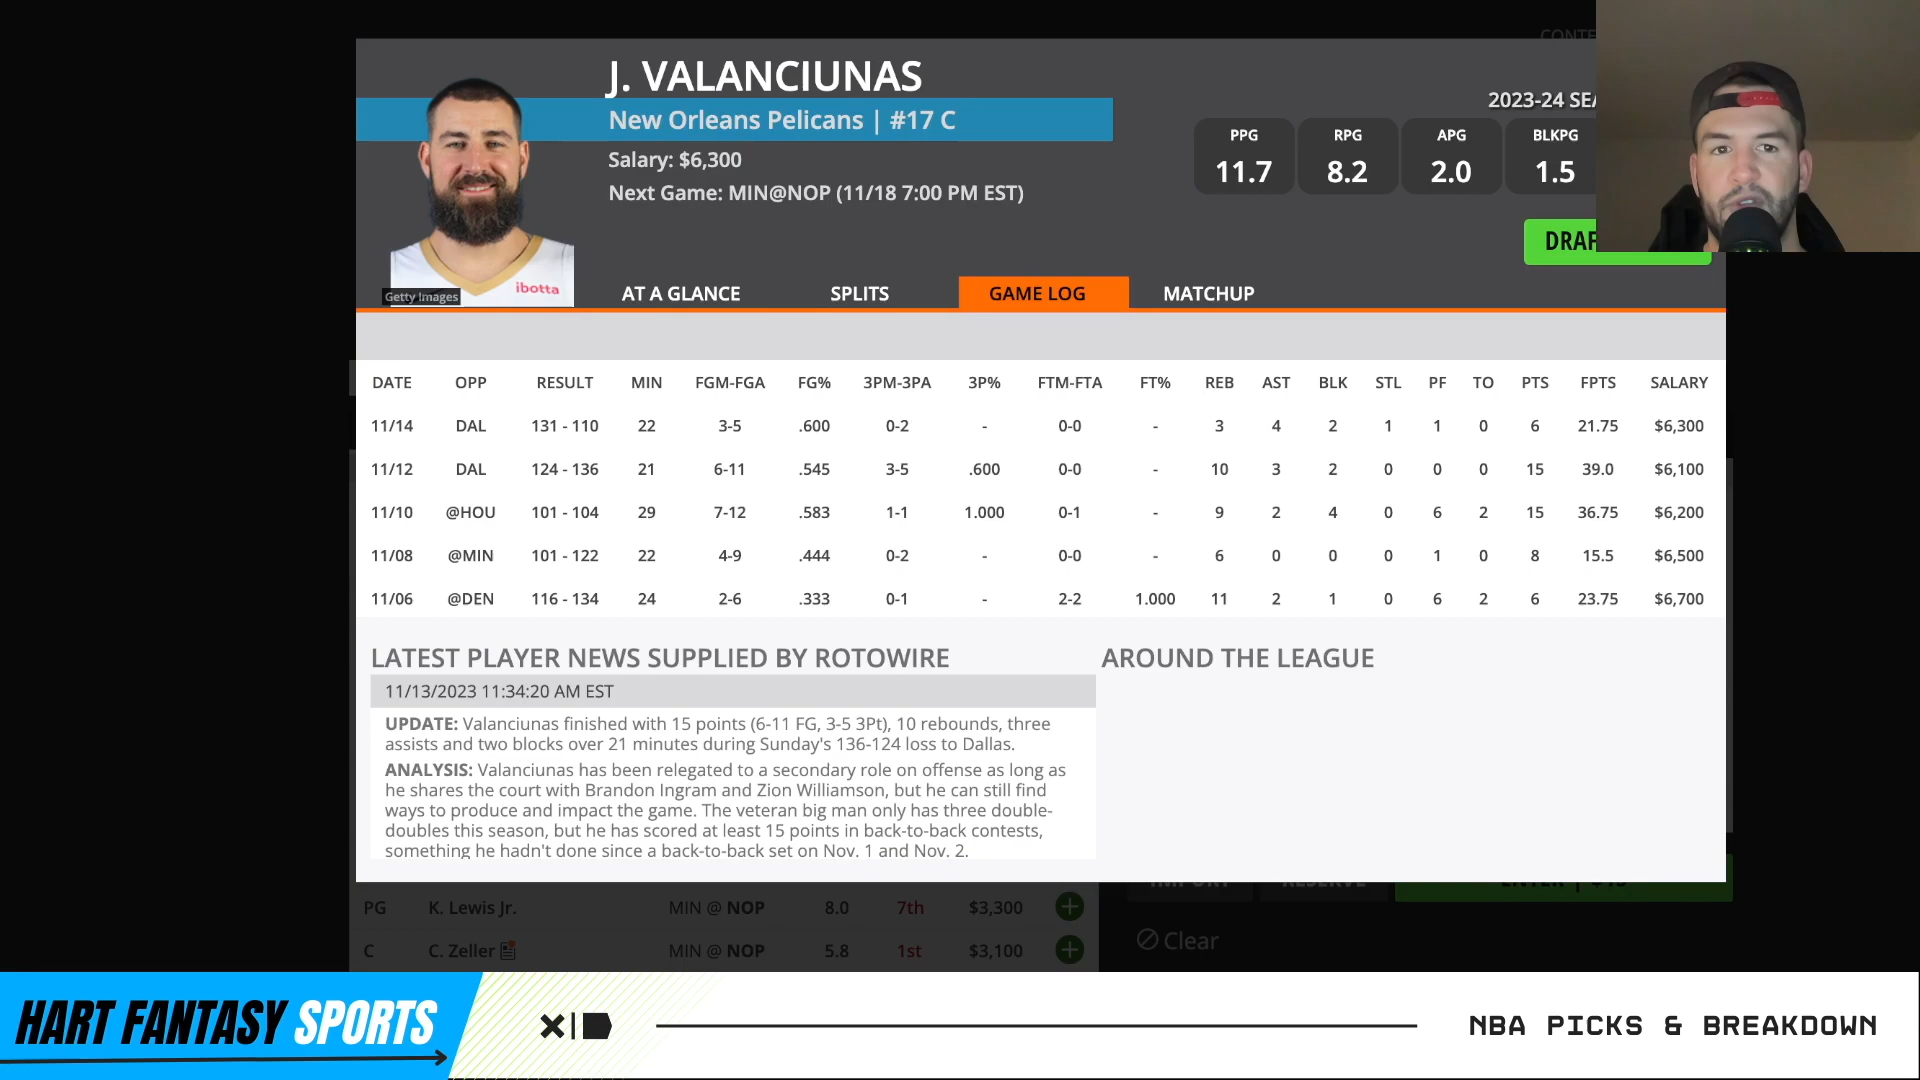 CONTE
J. VALANCIUNAS
New Orleans Pelicans | #17 C
Salary: $6,300
Next Game: MIN@NOP (11/18 7:00 PM EST)
2023-24 SEA
PPG RPG APG BLKPG
11.7 8.2 2.0 1.5
DRAF
ibotta
Getty Images
AT A GLANCE SPLITS GAME LOG MATCHUP
DATE OPP RESULT MIN FGM-FGA FG% 3PM-3PA 3P% FTM-FTA FT% REB AST BLK STL PF TO PTS FPTS SALARY
11/14 DAL 131 - 110 22 3-5 .600 0-2 - 0-0 - 3 4 2 1 1 0 6 21.75 $6,300
11/12 DAL 124 - 136 21 6-11 .545 3-5 .600 0-0 - 10 3 2 0 0 0 15 39.0 $6,100
11/10 @HOU 101 - 104 29 7-12 .583 1-1 1.000 0-1 - 9 2 4 0 6 2 15 36.75 $6,200
11/08 @MIN 101 - 122 22 4-9 .444 0-2 - 0-0 - 6 0 0 0 1 0 8 15.5 $6,500
11/06 @DEN 116 - 134 24 2-6 .333 0-1 - 2-2 1.000 11 2 1 0 6 2 6 23.75 $6,700
LATEST PLAYER NEWS SUPPLIED BY ROTOWIRE
AROUND THE LEAGUE
11/13/2023 11:34:20 AM EST
UPDATE: Valanciunas finished with 15 points (6-11 FG, 3-5 3Pt), 10 rebounds, three
assists and two blocks over 21 minutes during Sunday's 136-124 loss to Dallas.
ANALYSIS: Valanciunas has been relegated to a secondary role on offense as long as
he shares the court with Brandon Ingram and Zion Williamson, but he can still find
ways to produce and impact the game. The veteran big man only has three double-
doubles this season, but he has scored at least 15 points in back-to-back contests,
something he hadn't done since a back-to-back set on Nov. 1 and Nov. 2.
IMPORT RESERVE ENTER |
PG K. Lewis Jr. MIN @ NOP 8.0 7th $3,300
C C. Zeller MIN @ NOP 5.8 1st $3,100
Clear
HART FANTASY SPORTS
NBA PICKS & BREAKDOWN